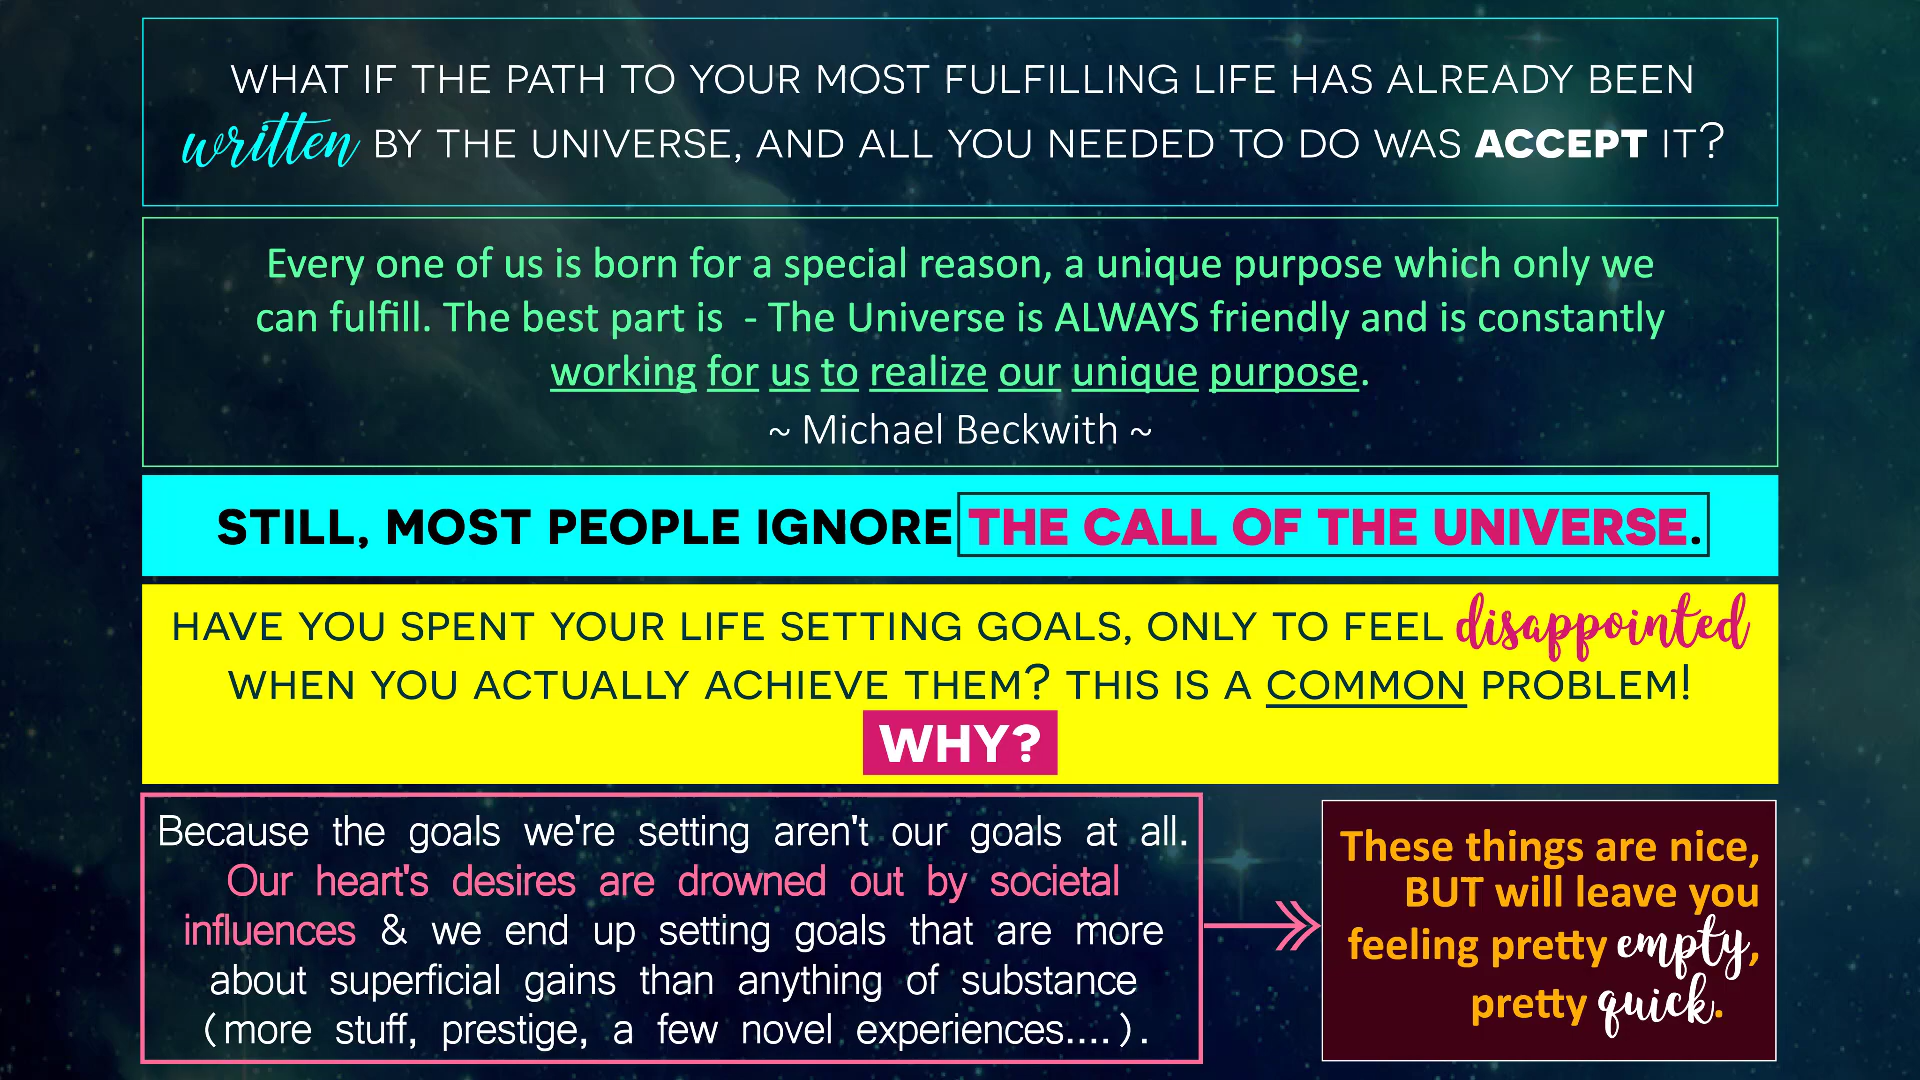 WHAT IF THE PATH TO YOUR MOST FULFILLING LIFE HAS ALREADY BEEN
written BY THE UNIVERSE, AND ALL YOU NEEDED TO DO WAS ACCEPT IT?
Every one of us is born for a special reason, a unique purpose which only we
can fulfill. The best part is - The Universe is ALWAYS friendly and is constantly
working for us to realize our unique purpose.
~ Michael Beckwith ~
STILL, MOST PEOPLE IGNORE THE CALL OF THE UNIVERSE.
HAVE YOU SPENT YOUR LIFE SETTING GOALS, ONLY TO FEEL disappointed
WHEN YOU ACTUALLY ACHIEVE THEM? THIS IS A COMMON PROBLEM!
WHY?
Because the goals we're setting aren't our goals at all.
Our heart's desires are drowned out by societal
influences & we end up setting goals that are more
about superficial gains than anything of substance
(more stuff, prestige, a few novel experiences....).
These things are nice,
BUT will leave you
feeling pretty empty,
pretty quick.